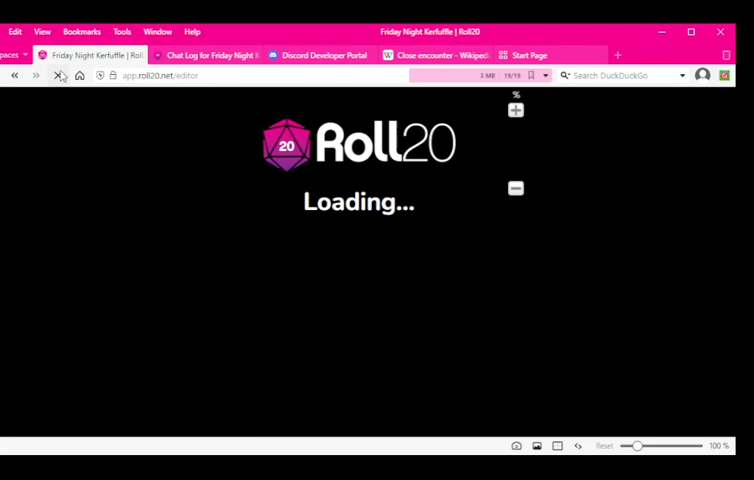 Edit View Bookmarks Tools Window Help Friday Night Kerfuffle | Roll20
paces Friday Night Kerfuffle | Roll Chat Log for Friday Night K Discord Developer Portal Close encounter - Wikiped Start Page
app.roll20.net/editor 3 MB 19/19 Search DuckDuckGo
%
20 Roll20
Loading...
Reset 100 %